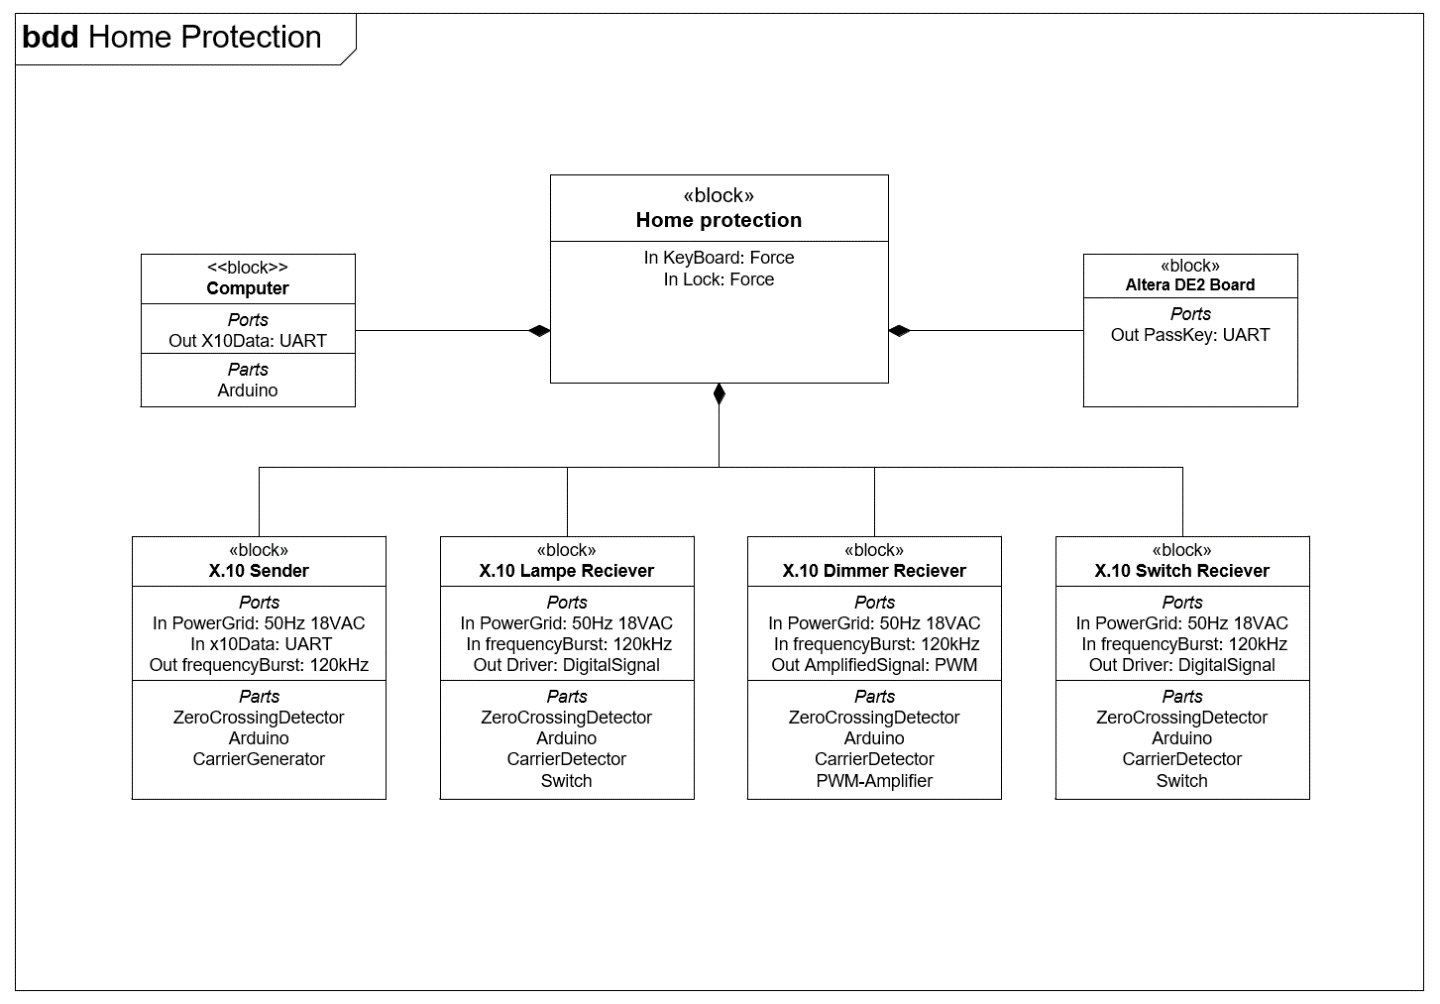 bdd Home Protection
«block»
Home protection
In KeyBoard: Force
In Lock: Force
<<block>>
Computer
Ports
Out X10Data: UART
Parts
Arduino
«block»
Altera DE2 Board
Ports
Out PassKey: UART
«block»
X.10 Sender
Ports
In PowerGrid: 50Hz 18VAC
In x10Data: UART
Out frequencyBurst: 120kHz
Parts
ZeroCrossingDetector
Arduino
CarrierGenerator
«block»
X.10 Lampe Reciever
Ports
In PowerGrid: 50Hz 18VAC
In frequencyBurst: 120kHz
Out Driver: DigitalSignal
Parts
ZeroCrossingDetector
Arduino
CarrierDetector
Switch
«block»
X.10 Dimmer Reciever
Ports
In PowerGrid: 50Hz 18VAC
In frequencyBurst: 120kHz
Out AmplifiedSignal: PWM
Parts
ZeroCrossingDetector
Arduino
CarrierDetector
PWM-Amplifier
«block»
X.10 Switch Reciever
Ports
In PowerGrid: 50Hz 18VAC
In frequencyBurst: 120kHz
Out Driver: DigitalSignal
Parts
ZeroCrossingDetector
Arduino
CarrierDetector
Switch